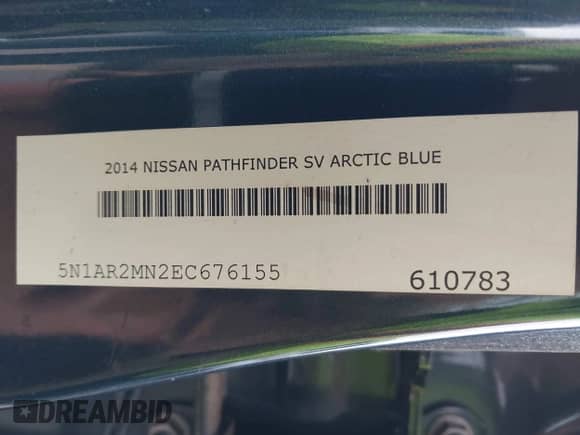 2014 NISSAN PATHFINDER SV ARCTIC BLUE
5N1AR2MN2EC676155
610783
DREAMBID